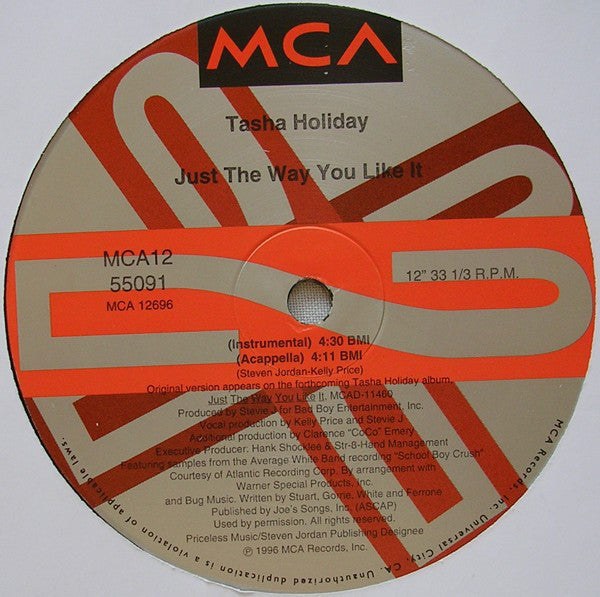 MCA
Tasha Holiday
Just The Way You Like It
MCA12
55091
MCA 12696
12" 33 1/3 R.P.M.
(Instrumental) 4:30 BMI
(Acappella) 4:11 BMI
(Steven Jordan-Kelly Price)
Original version appears on the forthcoming Tasha Holiday album,
Just The Way You Like It, MCAD-11460
Produced by Stevie J for Bad Boy Entertainment, Inc.
Vocal production by Kelly Price and Stevie J
Additional production by Clarence "CoCo" Emery
Executive Producer: Hank Shocklee & Str-8-Hand Management
Featuring samples from the Average White Band recording "School Boy Crush"
Courtesy of Atlantic Recording Corp. By arrangement with
Warner Special Products, Inc.
and Bug Music. Written by Stuart, Gorrie, White and Ferrone
Published by Joe's Songs, Inc. (ASCAP)
Used by permission. All rights reserved.
Priceless Music/Steven Jordan Publishing Designee
℗ 1996 MCA Records, Inc.
MCA Records, Inc. Universal City, CA. Unauthorized duplication is a violation of applicable laws.